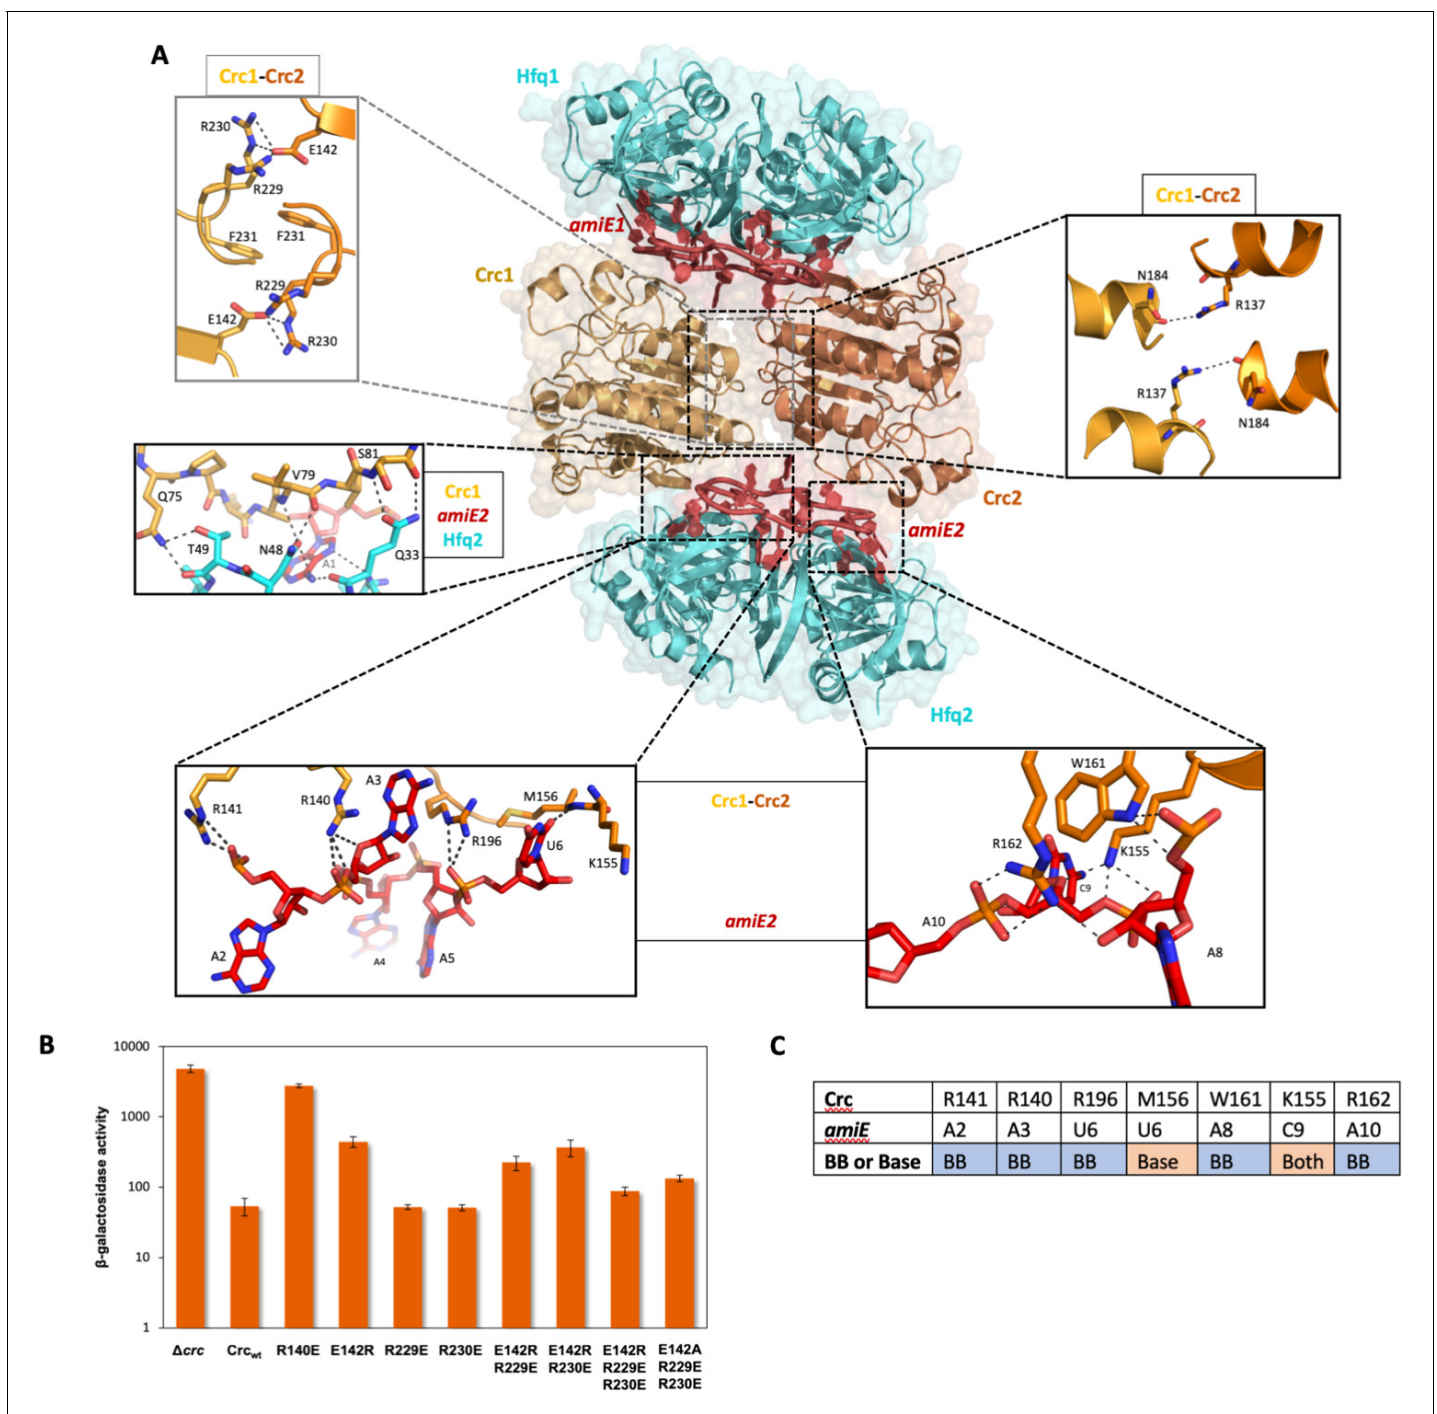 A
Crc1-Crc2
R230
E142
R229
F231
F231
R229
E142
R230
Hfq1
amiE1
Crc1
Crc2
amiE2
Hfq2
Crc1-Crc2
N184
R137
R137
N184
S81
V79
Q75
T49
N48
A1
Q33
Crc1
amiE2
Hfq2
A3
R141
R140
M156
R196
U6
K155
A2
A4
A5
Crc1-Crc2
amiE2
W161
R162
K155
C9
A10
A8
B
β-galactosidase activity
10000
1000
100
10
1
Δcrc
Crcwt
R140E
E142R
R229E
R230E
E142R
R229E
E142R
R230E
E142R
R229E
R230E
E142A
R229E
R230E
C
Crc R141 R140 R196 M156 W161 K155 R162
amiE A2 A3 U6 U6 A8 C9 A10
BB or Base BB BB BB Base BB Both BB